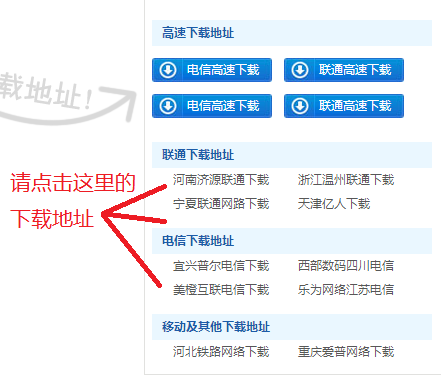 高速下载地址
电信高速下载 联通高速下载
电信高速下载 联通高速下载
载地址!
联通下载地址
河南济源联通下载 浙江温州联通下载
宁夏联通网路下载 天津亿人下载
请点击这里的
下载地址
电信下载地址
宜兴普尔电信下载 西部数码四川电信
美橙互联电信下载 乐为网络江苏电信
移动及其他下载地址
河北铁路网络下载 重庆爱普网络下载